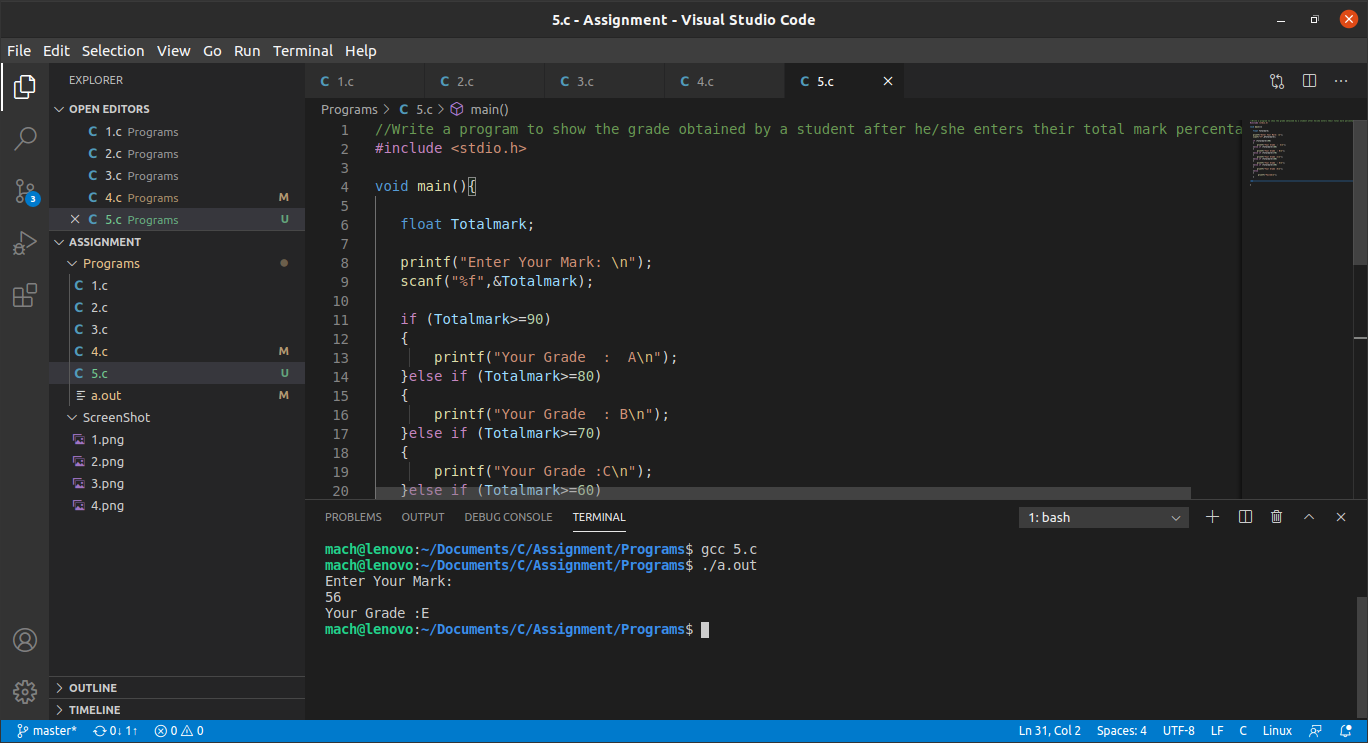 5.c - Assignment - Visual Studio Code
File Edit Selection View Go Run Terminal Help
EXPLORER
OPEN EDITORS
C 1.c Programs
C 2.c Programs
C 3.c Programs
C 4.c Programs M
C 5.c Programs U
ASSIGNMENT
Programs
C 1.c
C 2.c
C 3.c
C 4.c M
C 5.c U
a.out M
ScreenShot
1.png
2.png
3.png
4.png
OUTLINE
TIMELINE
3
C 1.c C 2.c C 3.c C 4.c C 5.c
Programs > C 5.c > main()
1 //Write a program to show the grade obtained by a student after he/she enters their total mark percenta
2 #include <stdio.h>
3
4 void main(){
5
6 float Totalmark;
7
8 printf("Enter Your Mark: \n");
9 scanf("%f",&Totalmark);
10
11 if (Totalmark>=90)
12 {
13 printf("Your Grade  :  A\n");
14 }else if (Totalmark>=80)
15 {
16 printf("Your Grade  : B\n");
17 }else if (Totalmark>=70)
18 {
19 printf("Your Grade :C\n");
20 }else if (Totalmark>=60)
PROBLEMS OUTPUT DEBUG CONSOLE TERMINAL 1: bash
mach@lenovo:~/Documents/C/Assignment/Programs$ gcc 5.c
mach@lenovo:~/Documents/C/Assignment/Programs$ ./a.out
Enter Your Mark:
56
Your Grade :E
mach@lenovo:~/Documents/C/Assignment/Programs$
master* 0↓ 1↑ 0 0 Ln 31, Col 2 Spaces: 4 UTF-8 LF C Linux